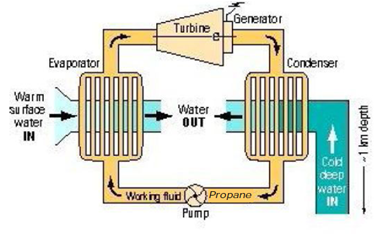 Generator
Turbine
e
Evaporator
Condenser
Warm
surface
water
IN
Water
OUT
~1 km depth
Cold
deep
water
IN
Working fluid
Propane
Pump